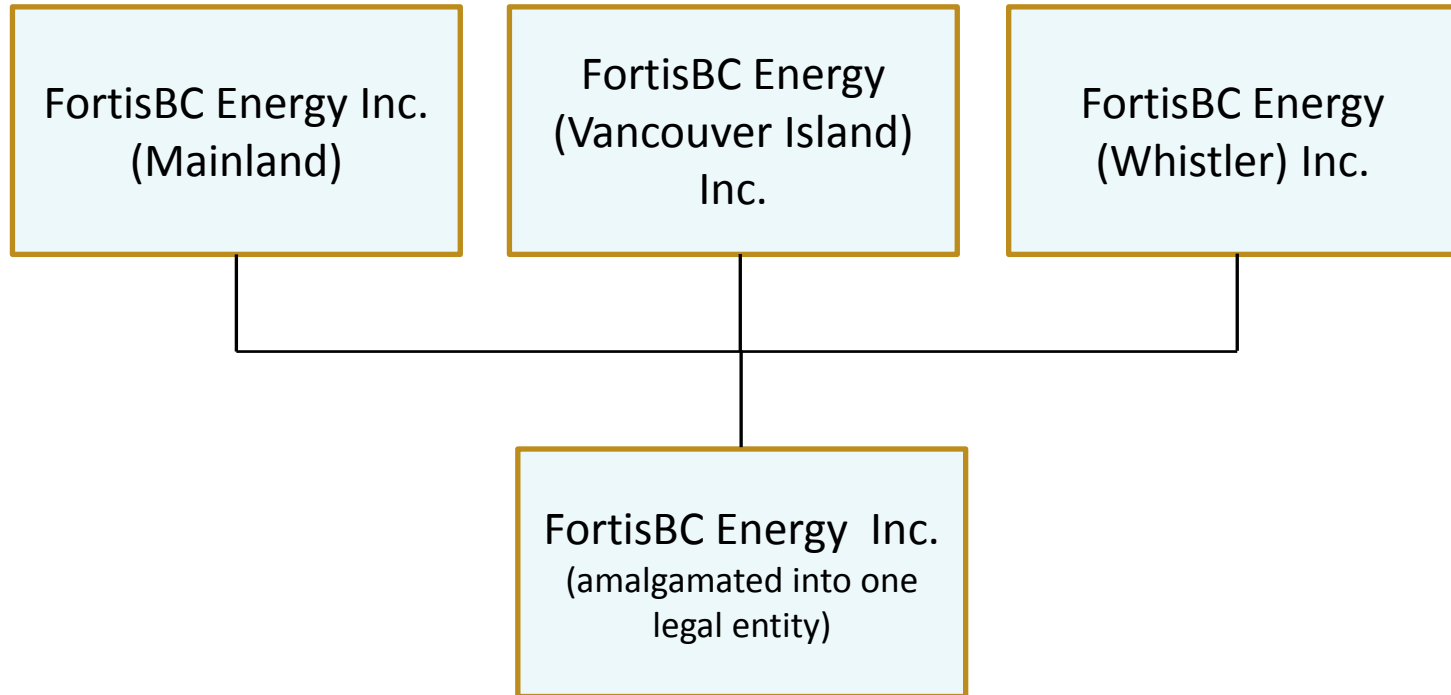 FortisBC Energy Inc.
(Mainland)
FortisBC Energy
(Vancouver Island)
Inc.
FortisBC Energy
(Whistler) Inc.
FortisBC Energy  Inc.
(amalgamated into one
legal entity)